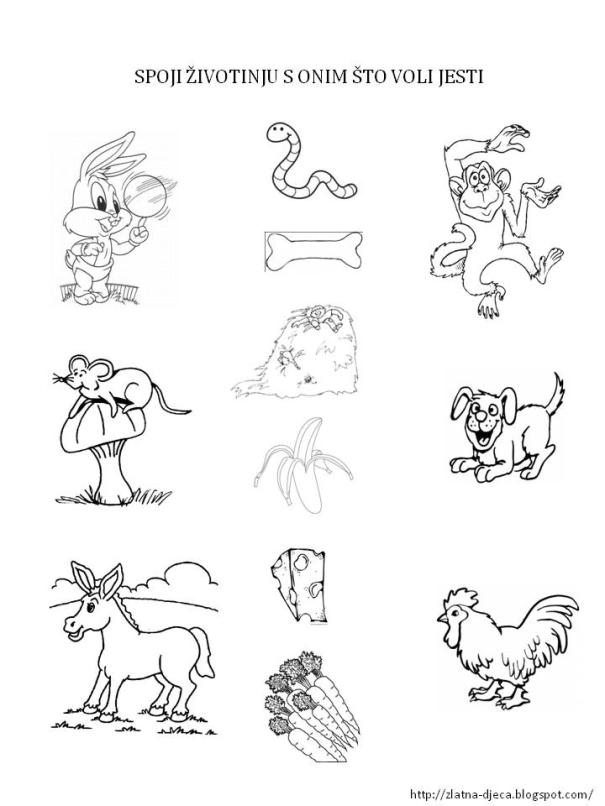 SPOJI ŽIVOTINJU S ONIM ŠTO VOLI JESTI
http://zlatna-djeca.blogspot.com/